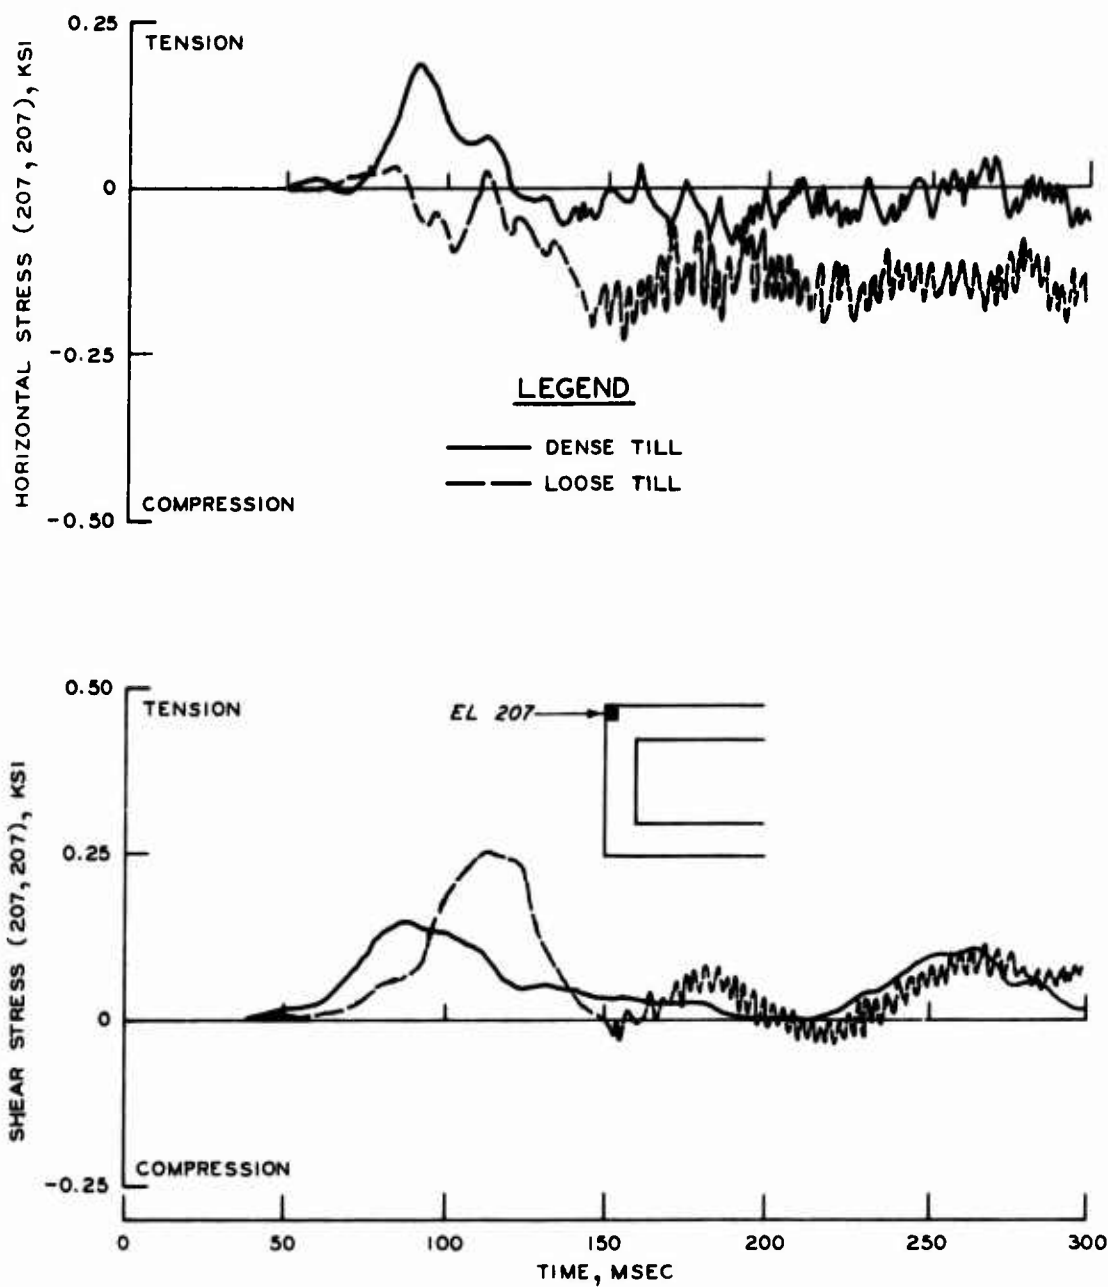 HORIZONTAL STRESS (207, 207), KSI
0.25
TENSION
0
-0.25
LEGEND
DENSE TILL
LOOSE TILL
COMPRESSION
-0.50
SHEAR STRESS (207, 207), KSI
0.50
TENSION
EL 207
0.25
0
COMPRESSION
-0.25
0 50 100 150 200 250 300
TIME, MSEC